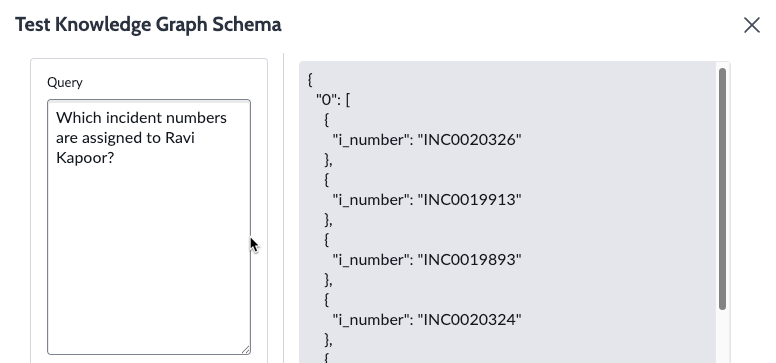 Test Knowledge Graph Schema
Query
Which incident numbers
are assigned to Ravi
Kapoor?
{
"0": [
{
"i_number": "INC0020326"
},
{
"i_number": "INC0019913"
},
{
"i_number": "INC0019893"
},
{
"i_number": "INC0020324"
},
{